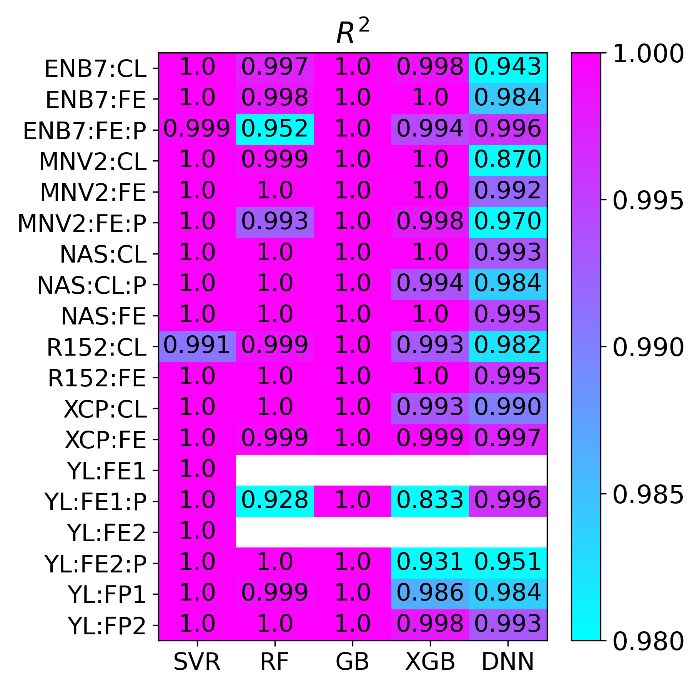 R²
ENB7:CL 1.0 0.997 1.0 0.998 0.943 1.000
ENB7:FE 1.0 0.998 1.0 1.0 0.984
ENB7:FE:P 0.999 0.952 1.0 0.994 0.996
MNV2:CL 1.0 0.999 1.0 1.0 0.870
MNV2:FE 1.0 1.0 1.0 1.0 0.992 0.995
MNV2:FE:P 1.0 0.993 1.0 0.998 0.970
NAS:CL 1.0 1.0 1.0 1.0 0.993
NAS:CL:P 1.0 1.0 1.0 0.994 0.984
NAS:FE 1.0 1.0 1.0 1.0 0.995
R152:CL 0.991 0.999 1.0 0.993 0.982 0.990
R152:FE 1.0 1.0 1.0 1.0 0.995
XCP:CL 1.0 1.0 1.0 0.993 0.990
XCP:FE 1.0 0.999 1.0 0.999 0.997
YL:FE1 1.0
YL:FE1:P 1.0 0.928 1.0 0.833 0.996 0.985
YL:FE2 1.0
YL:FE2:P 1.0 1.0 1.0 0.931 0.951
YL:FP1 1.0 0.999 1.0 0.986 0.984
YL:FP2 1.0 1.0 1.0 0.998 0.993 0.980
SVR RF GB XGB DNN